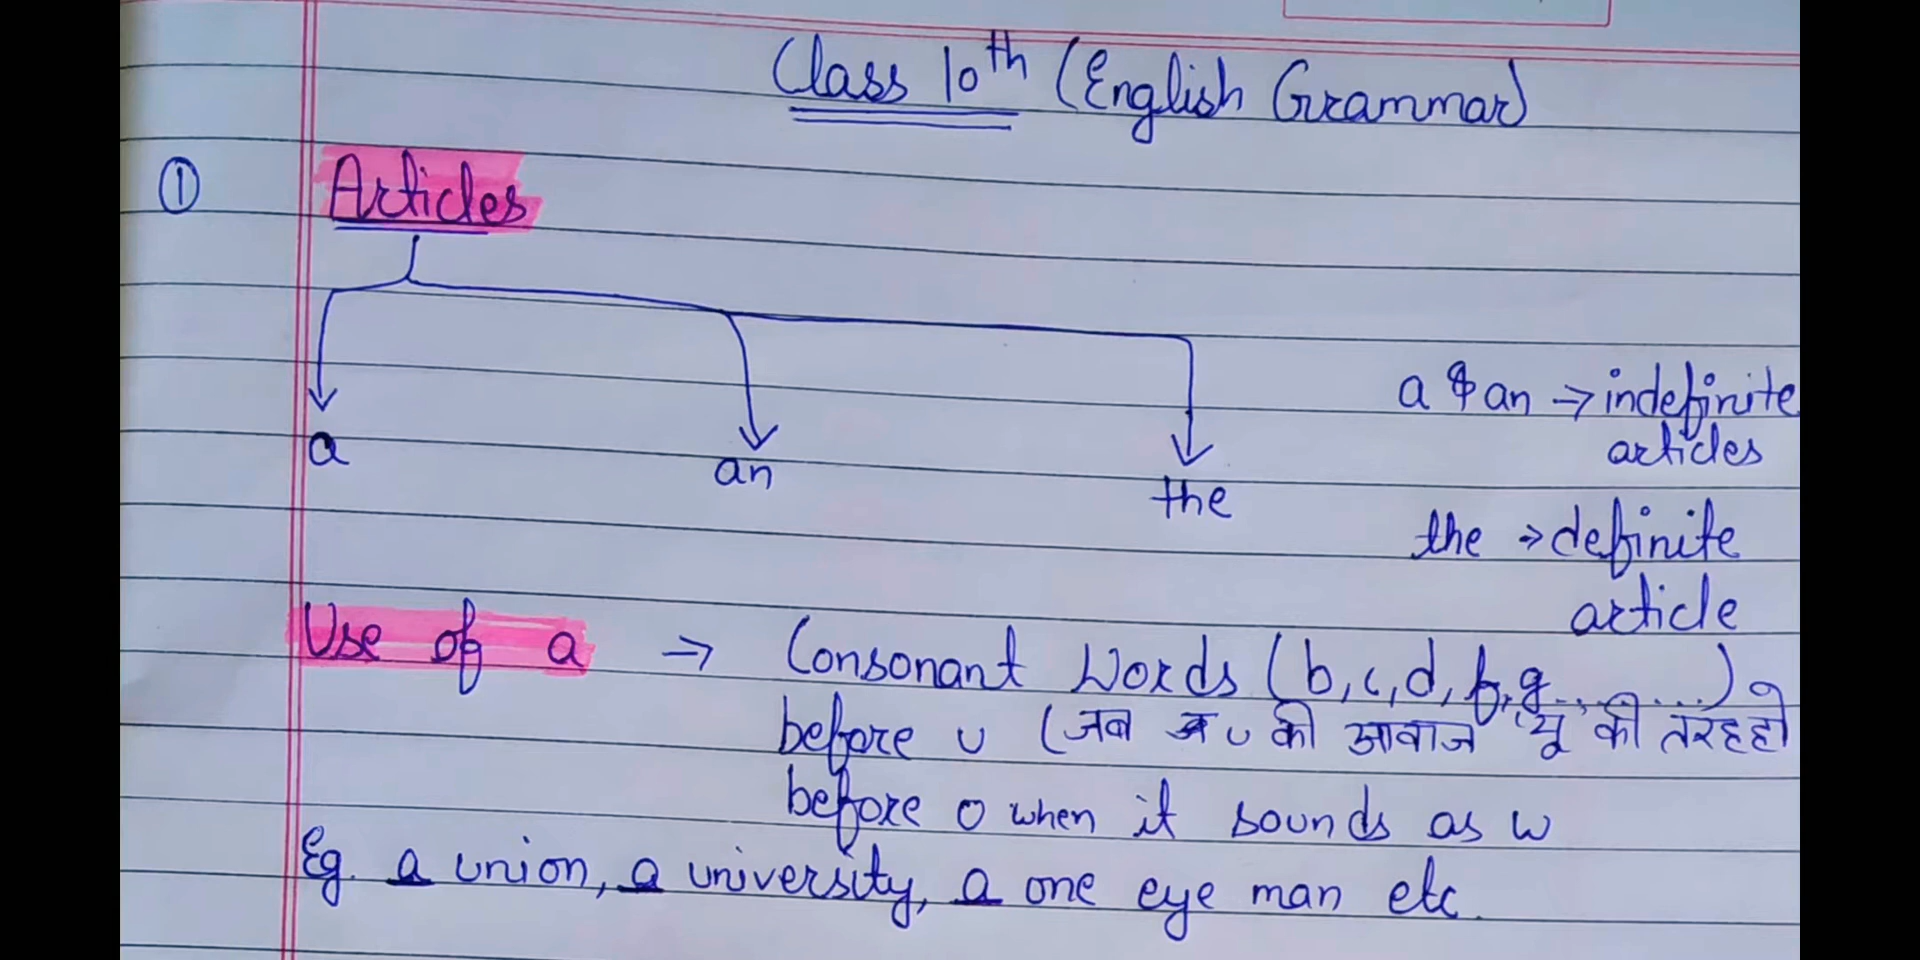 Class 10th (English Grammar)
① Articles
a an the
a & an → indefinite
articles
the → definite
article
Use of a → Consonant Words (b, c, d, f, g.......)
before u (जब u की आवाज 'यू की तरह हो
before o when it sounds as w
Eg. a union, a university, a one eye man etc.